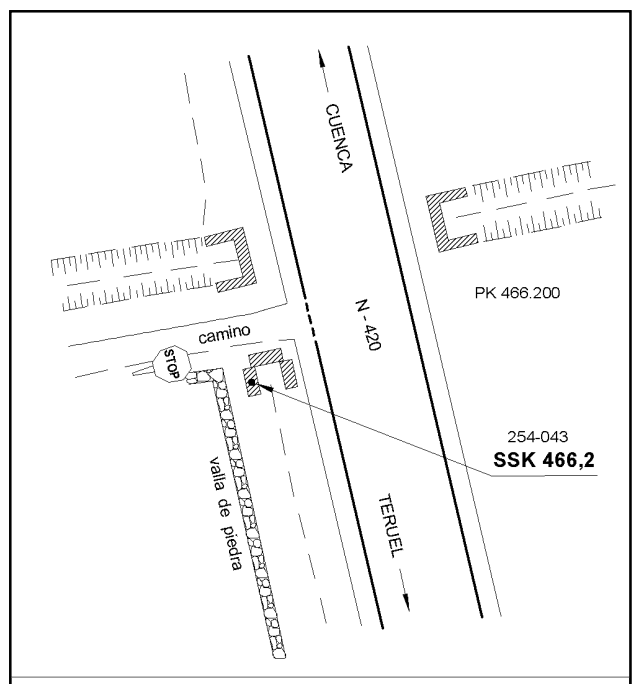 CUENCA
PK 466.200
N - 420
camino
STOP
254-043
SSK 466,2
valla de piedra
TERUEL